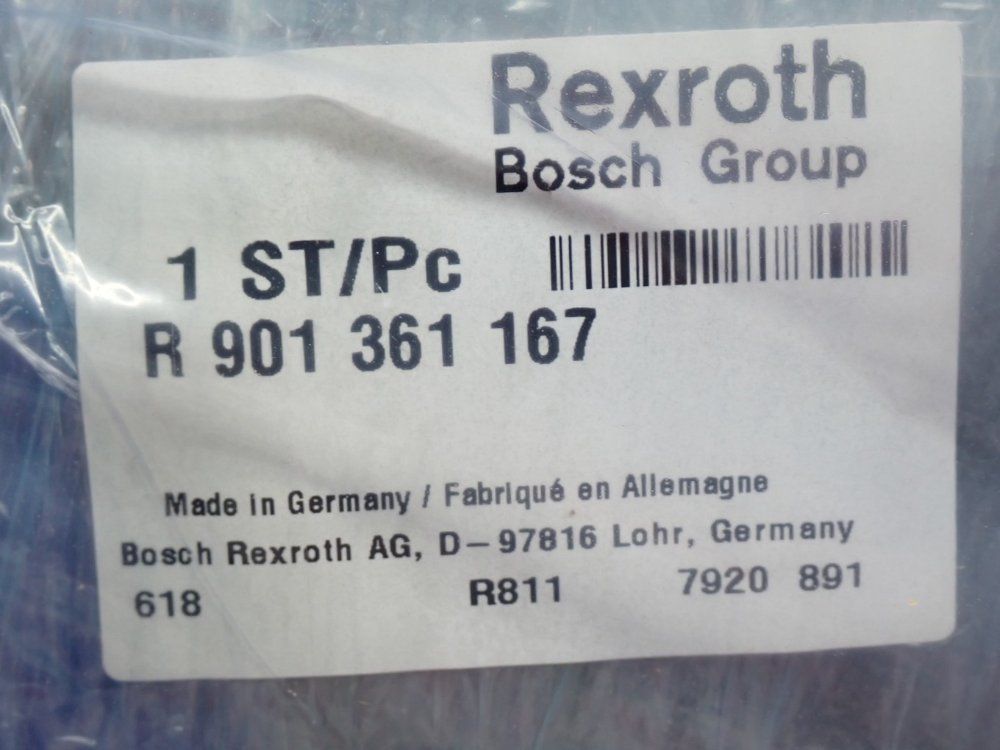 Rexroth
Bosch Group
1 ST/Pc
R 901 361 167
Made in Germany / Fabriqué en Allemagne
Bosch Rexroth AG, D-97816 Lohr, Germany
618 R811 7920 891